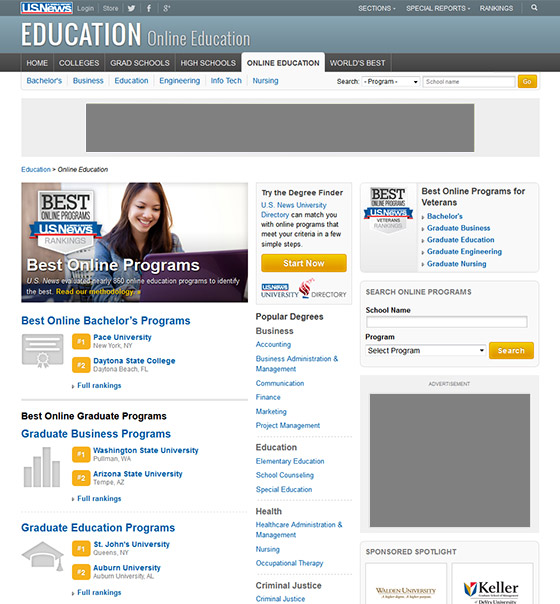 U.S.News Login Store SECTIONS SPECIAL REPORTS RANKINGS
EDUCATION Online Education
HOME COLLEGES GRAD SCHOOLS HIGH SCHOOLS ONLINE EDUCATION WORLD'S BEST
Bachelor's Business Education Engineering Info Tech Nursing Search: - Program - School name Go
Education > Online Education
BEST
ONLINE PROGRAMS
U.S.News
RANKINGS
Best Online Programs
U.S. News evaluated nearly 860 online education programs to identify
the best. Read our methodology
Best Online Bachelor's Programs
#1 Pace University
New York, NY
#2 Daytona State College
Daytona Beach, FL
Full rankings
Best Online Graduate Programs
Graduate Business Programs
#1 Washington State University
Pullman, WA
#2 Arizona State University
Tempe, AZ
Full rankings
Graduate Education Programs
#1 St. John's University
Queens, NY
#2 Auburn University
Auburn University, AL
Full rankings
Try the Degree Finder
U.S. News University
Directory can match you
with online programs that
meet your criteria in a few
simple steps.
Start Now
U.S.News
UNIVERSITY DIRECTORY
Popular Degrees
Business
Accounting
Business Administration &
Management
Communication
Finance
Marketing
Project Management
Education
Elementary Education
School Counseling
Special Education
Health
Healthcare Administration &
Management
Nursing
Occupational Therapy
Criminal Justice
Criminal Justice
BEST
ONLINE PROGRAMS
U.S.News
VETERANS
RANKINGS
Best Online Programs for
Veterans
Bachelor's
Graduate Business
Graduate Education
Graduate Engineering
Graduate Nursing
SEARCH ONLINE PROGRAMS
School Name
Program
Select Program Search
ADVERTISEMENT
SPONSORED SPOTLIGHT
WALDEN UNIVERSITY
A higher degree. A higher purpose.
Keller
Graduate School of Management
DeVry University